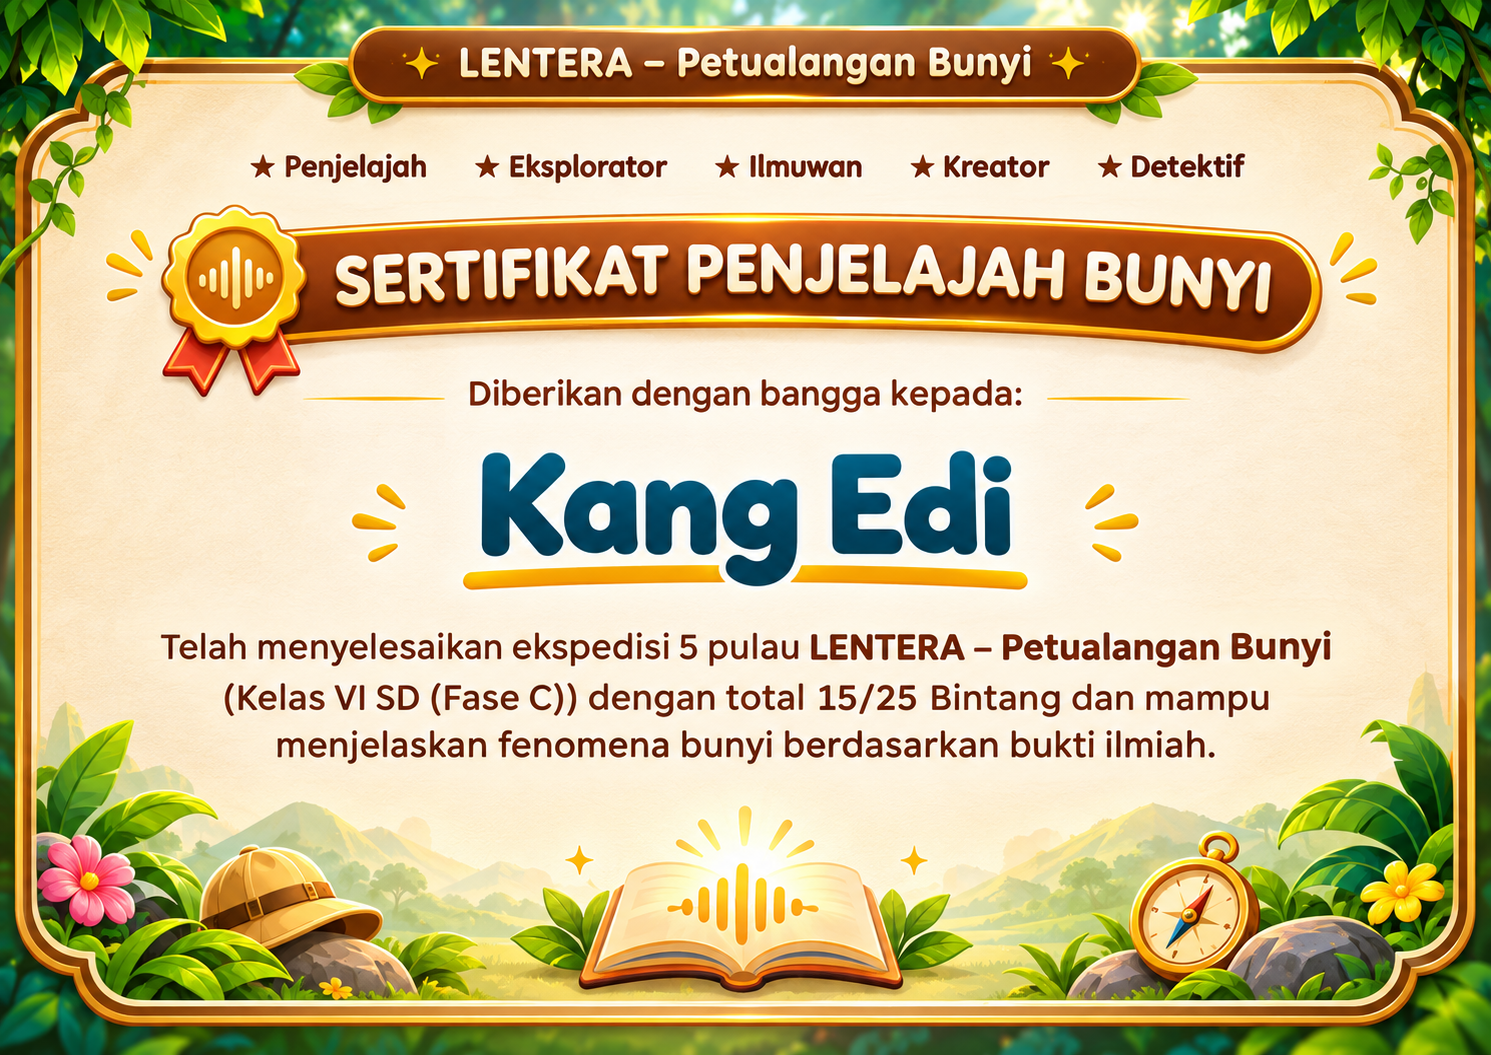 LENTERA – Petualangan Bunyi
★ Penjelajah ★ Eksplorator ★ Ilmuwan ★ Kreator ★ Detektif
SERTIFIKAT PENJELAJAH BUNYI
Diberikan dengan bangga kepada:
Kang Edi
Telah menyelesaikan ekspedisi 5 pulau LENTERA – Petualangan Bunyi
(Kelas VI SD (Fase C)) dengan total 15/25 Bintang dan mampu
menjelaskan fenomena bunyi berdasarkan bukti ilmiah.